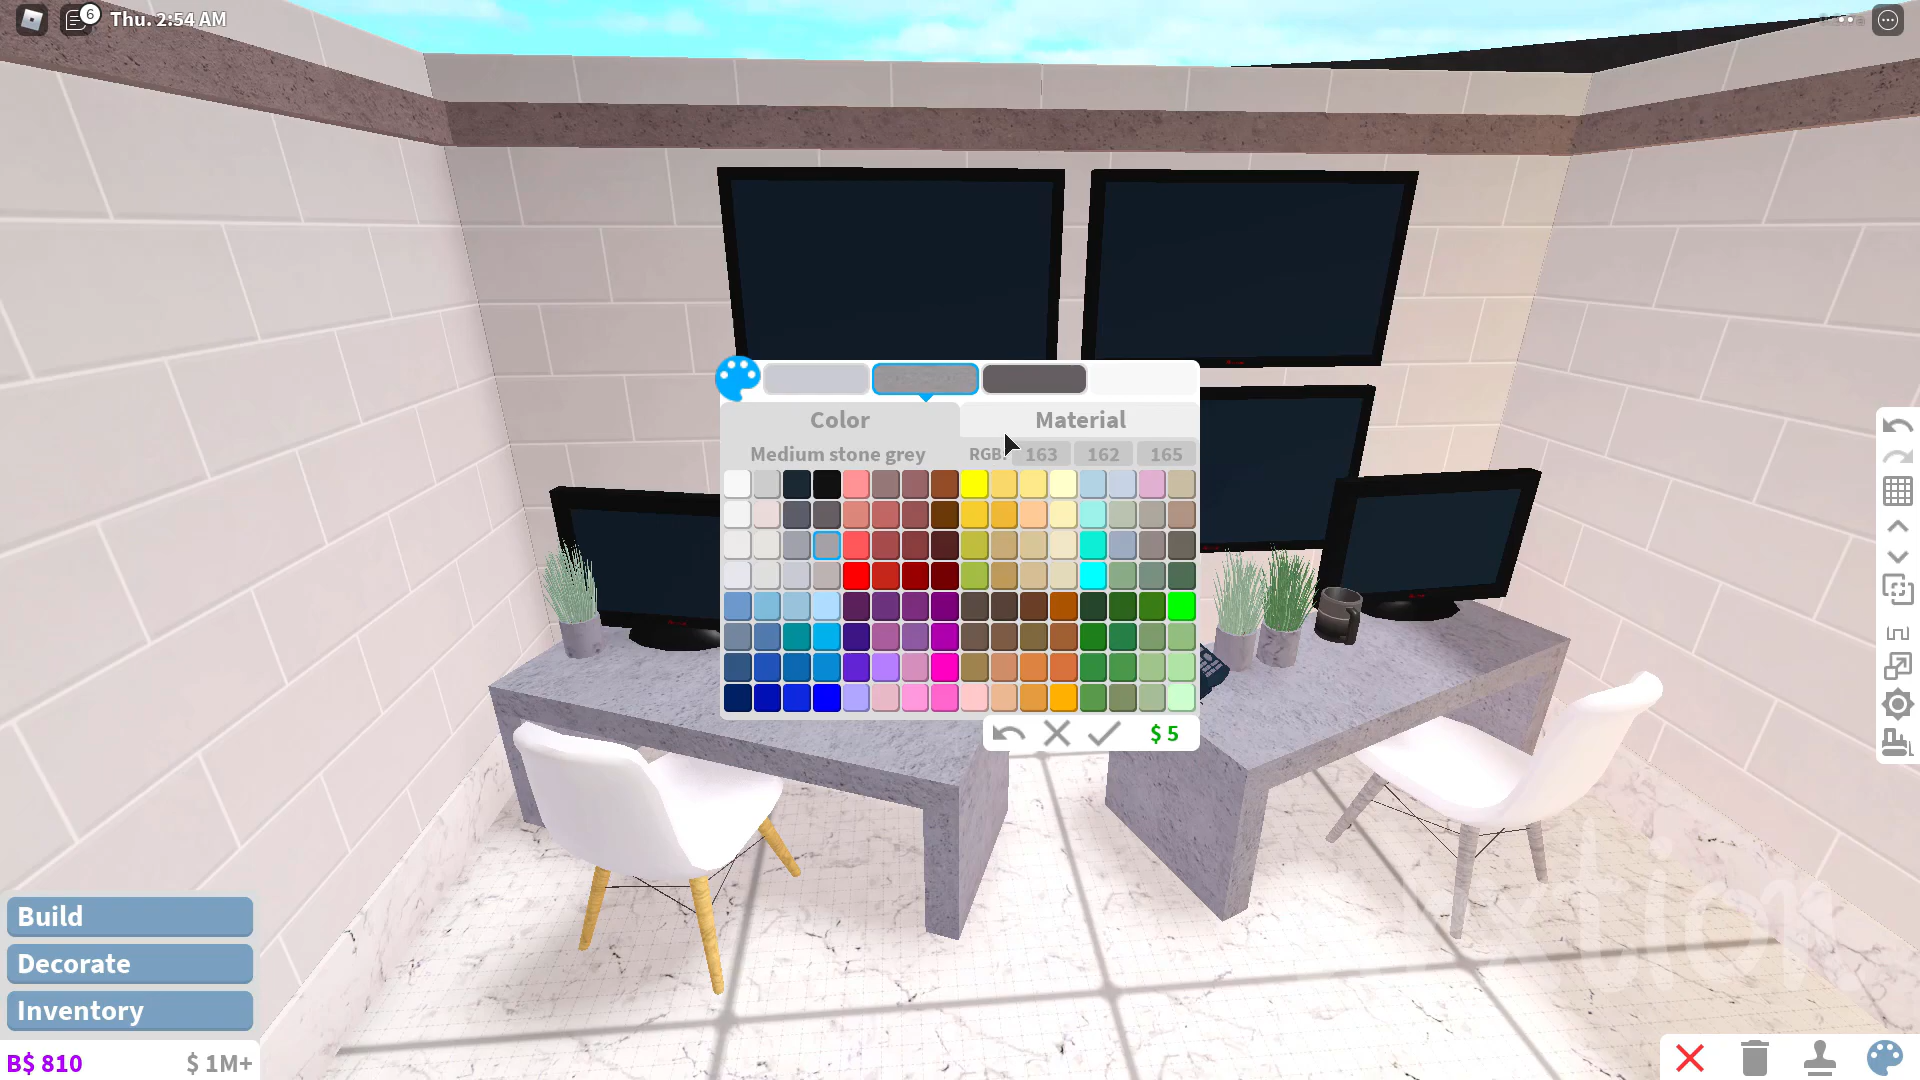 6
Thu. 2:54 AM
Color
Material
Medium stone grey
RGB:
163
162
165
$ 5
Build
Decorate
Inventory
B$ 810
$ 1M+